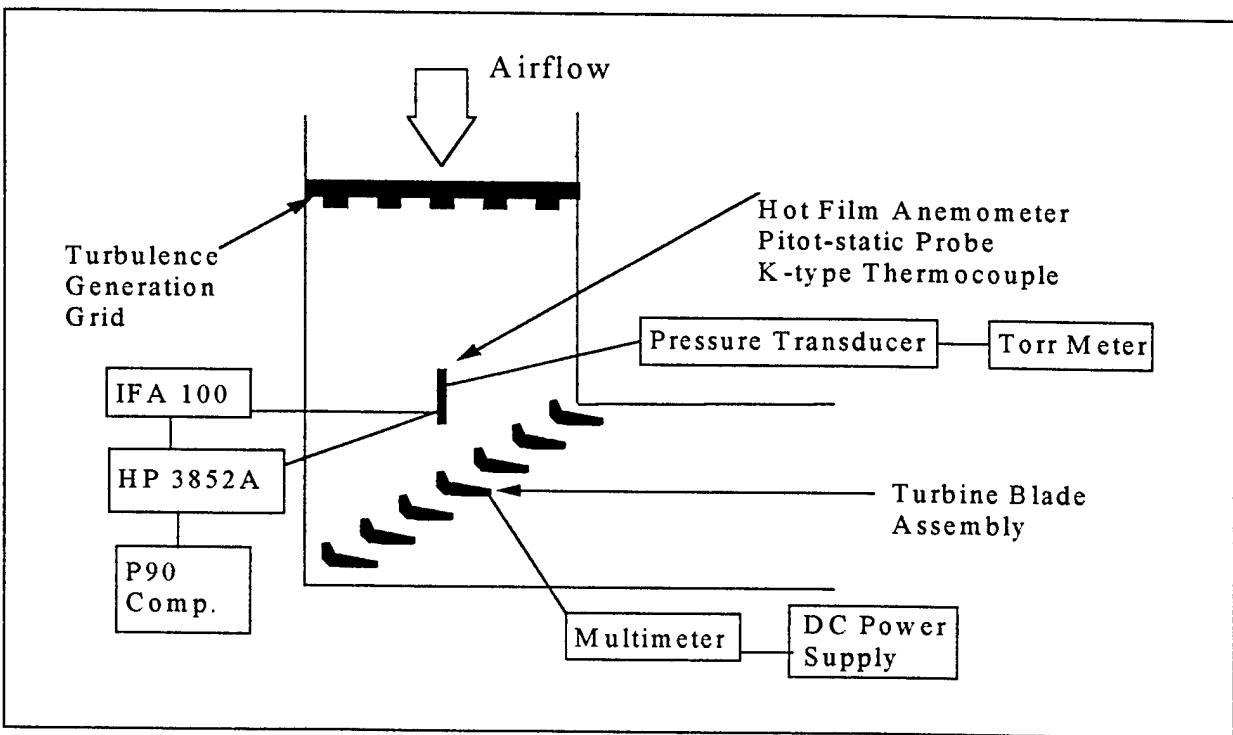 Airflow
Hot Film Anemometer
Pitot-static Probe
K-type Thermocouple
Turbulence
Generation
Grid
Pressure Transducer
Torr Meter
IFA 100
HP 3852A
Turbine Blade
Assembly
P90
Comp.
Multimeter
DC Power
Supply